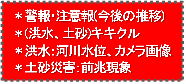 ＊警報・注意報(今後の推移)
＊(洪水、土砂)キキクル
＊洪水:河川水位、カメラ画像
＊土砂災害:前兆現象